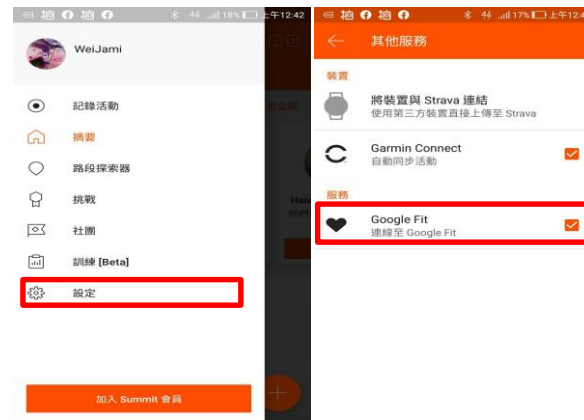 18% 上午12:42
WeiJami
記錄活動
摘要
路段探索器
挑戰
社團
訓練 [Beta]
設定
加入 Summit 會員
17% 上午12:4
其他服務
裝置
將裝置與 Strava 連結
使用第三方裝置直接上傳至 Strava
Garmin Connect
自動同步活動
服務
Google Fit
連線至 Google Fit